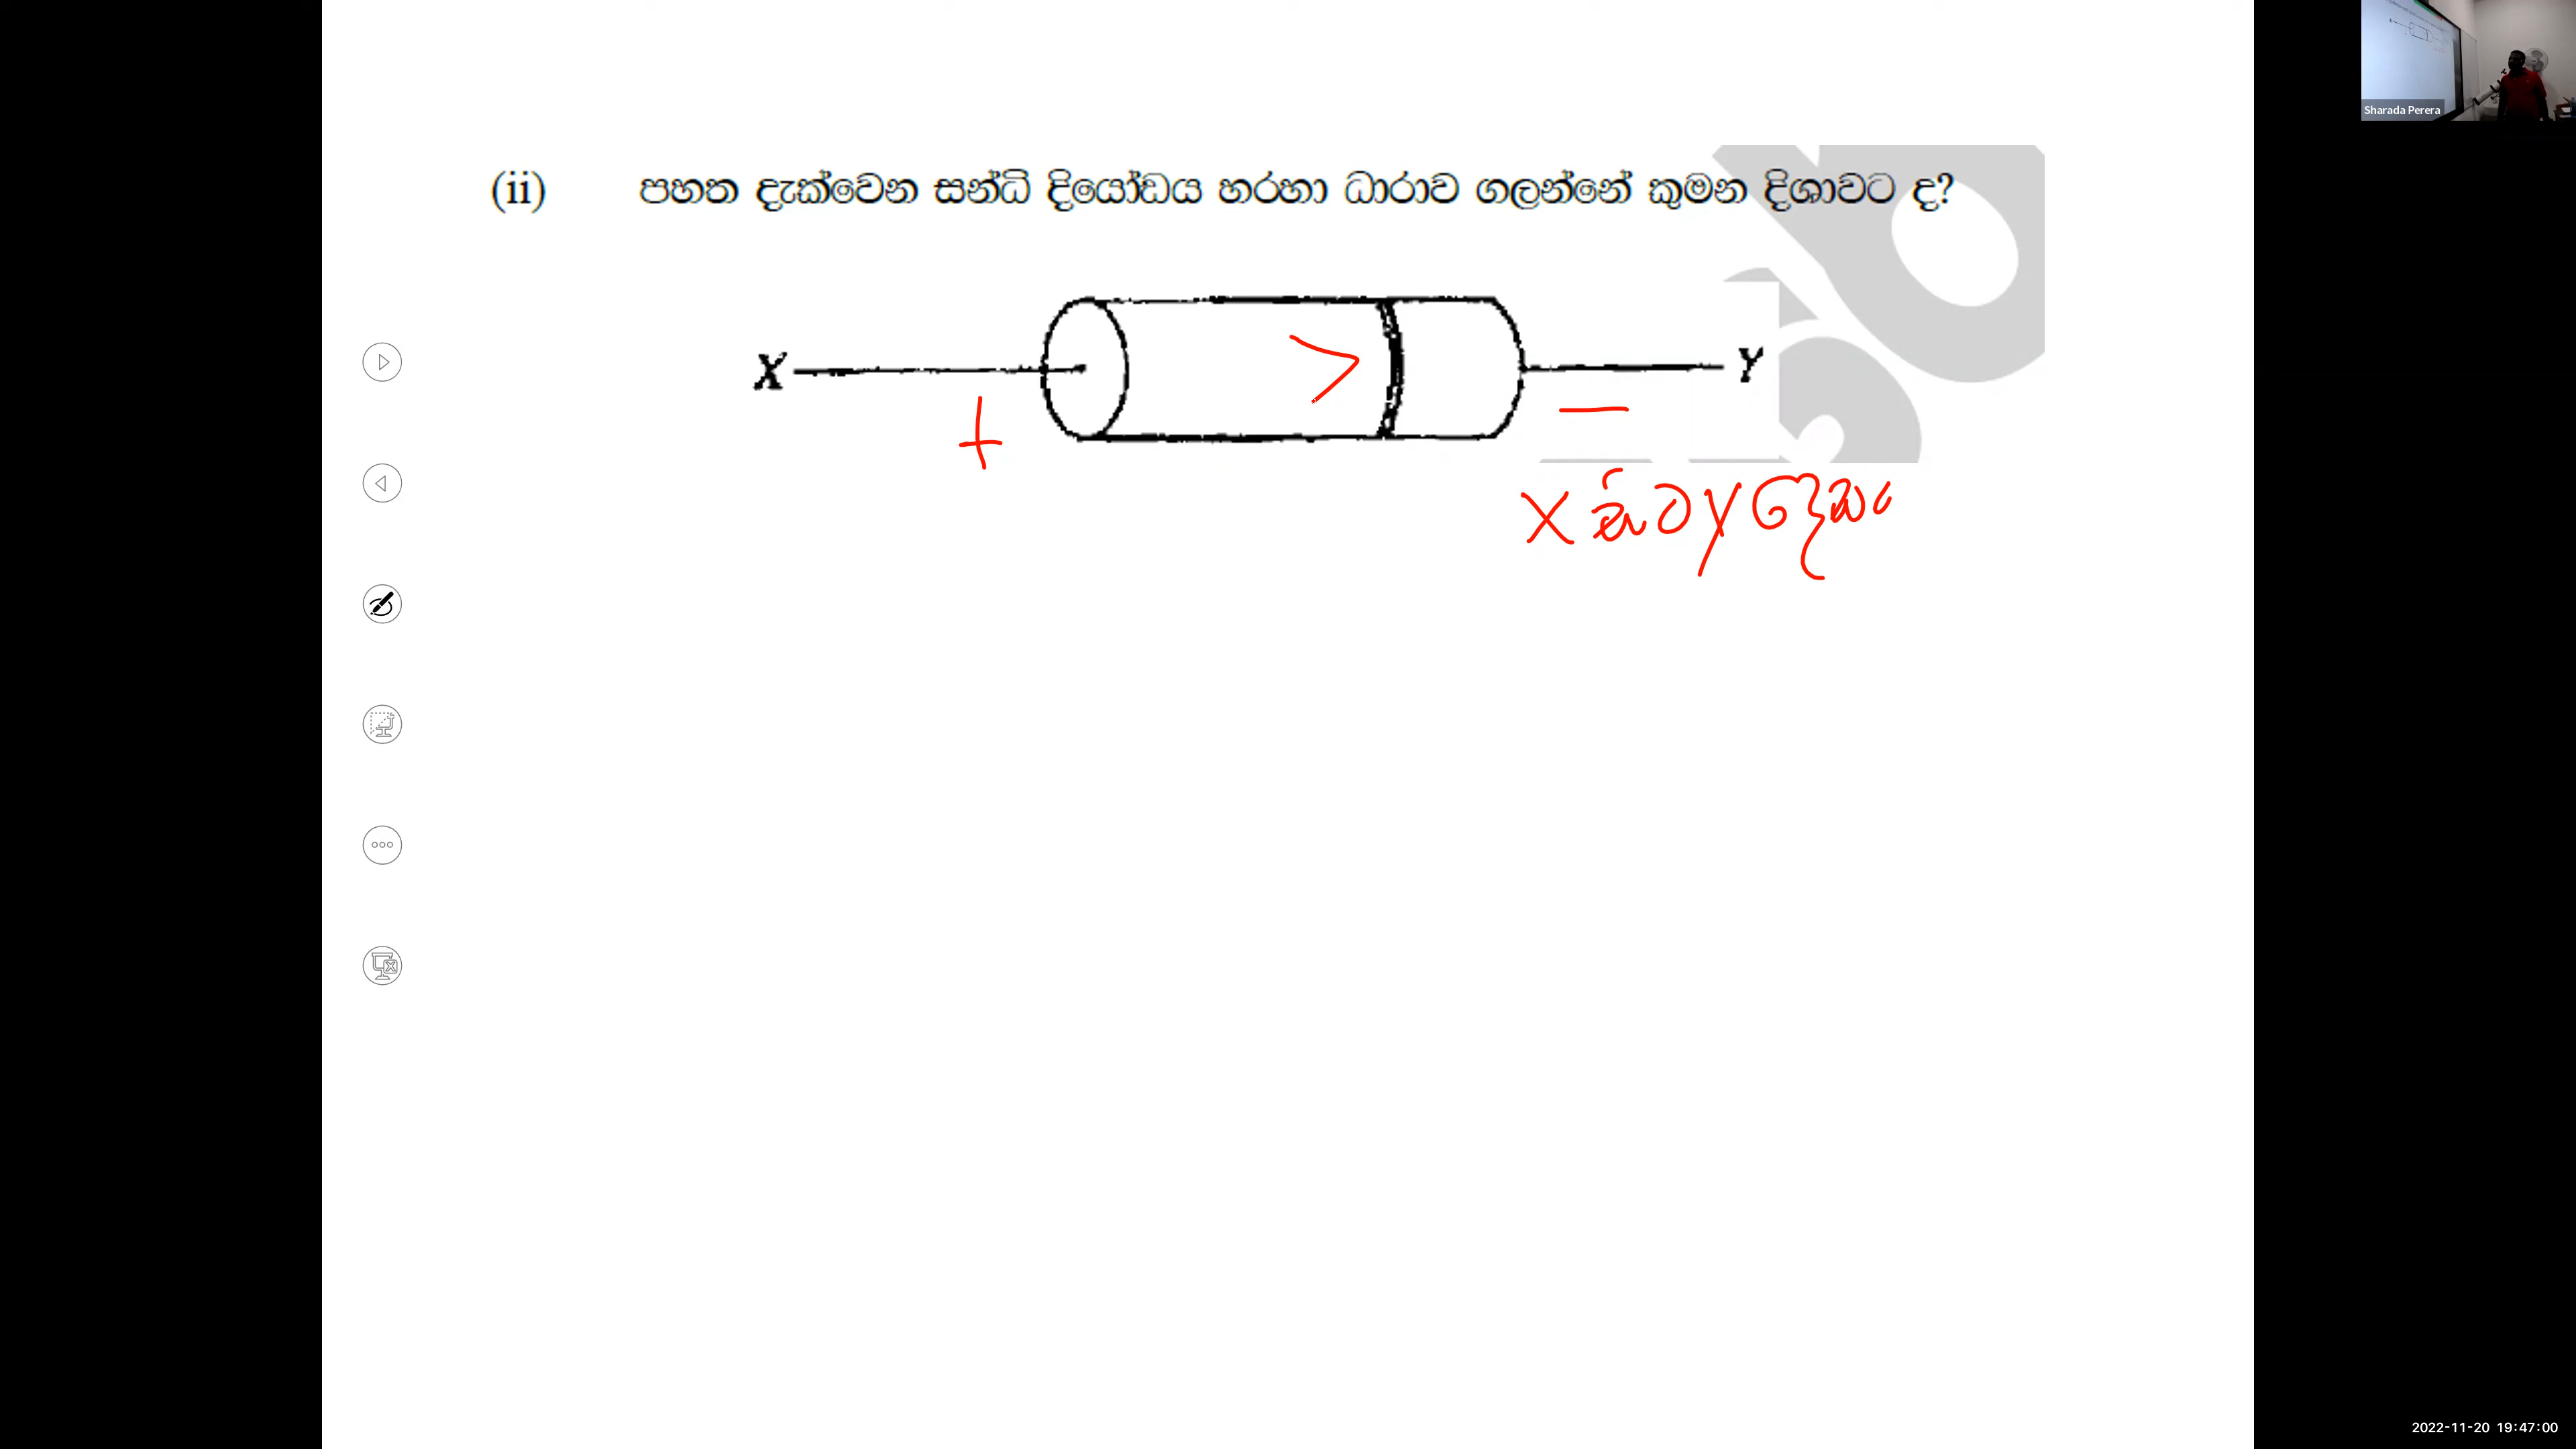 Sharada Perera
(ii) පහත දැක්වෙන සන්ධි දියෝඩය හරහා ධාරාව ගලන්නේ කුමන දිශාවට ද?
X Y
+ > −
X සිට Y දෙසට
2022-11-20 19:47:00